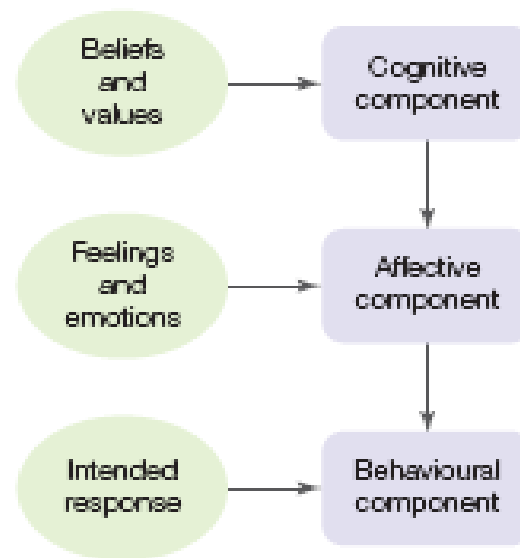 Beliefs
and
values
Cognitive
component
Feelings
and
emotions
Affective
component
Intended
response
Behavioural
component